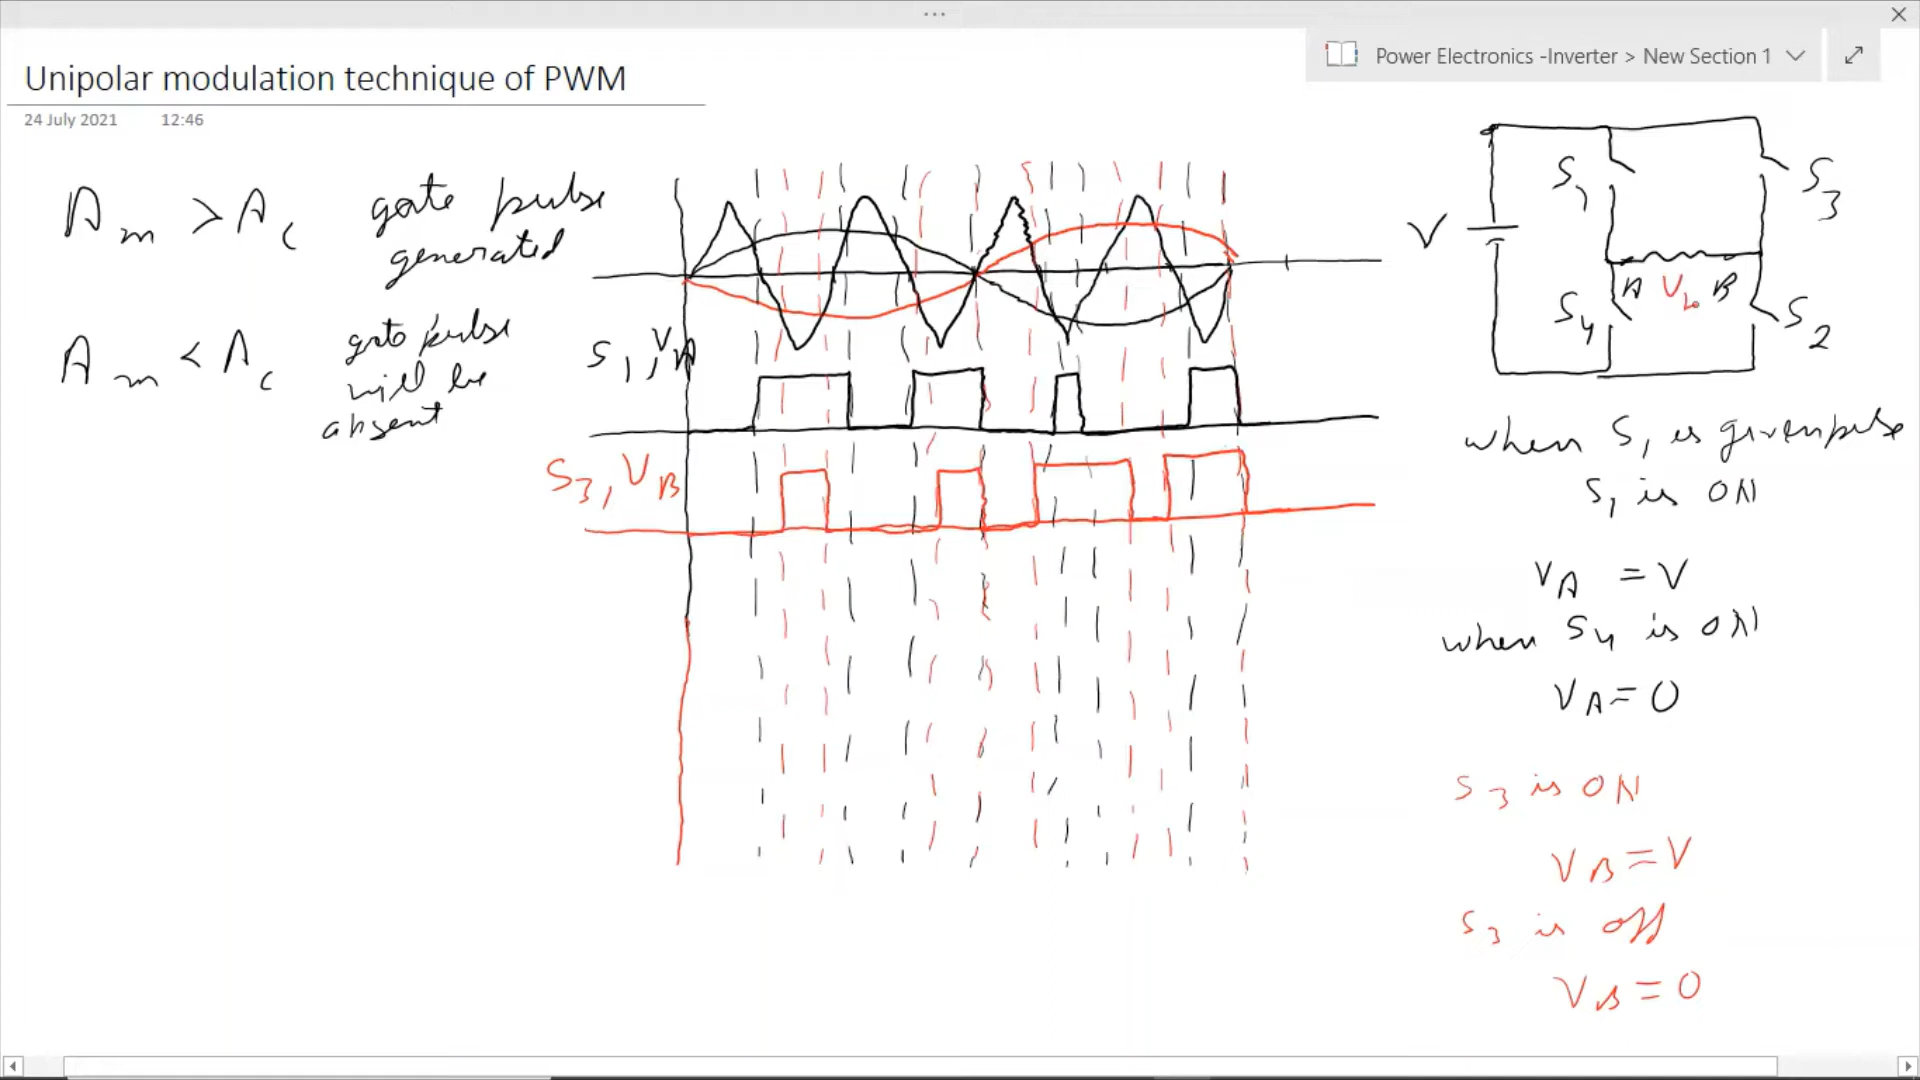 Power Electronics -Inverter > New Section 1
Unipolar modulation technique of PWM
24 July 2021 12:46
Am > Ac gate pulse
generated
Am < Ac gate pulse
will be
absent
S1, VA
S3, VB
V
S1
S3
A VL B
S4
S2
when S1 is given pulse
S1 is ON
VA = V
when S4 is ON
VA = 0
S3 is ON
VB = V
S3 is off
VB = 0